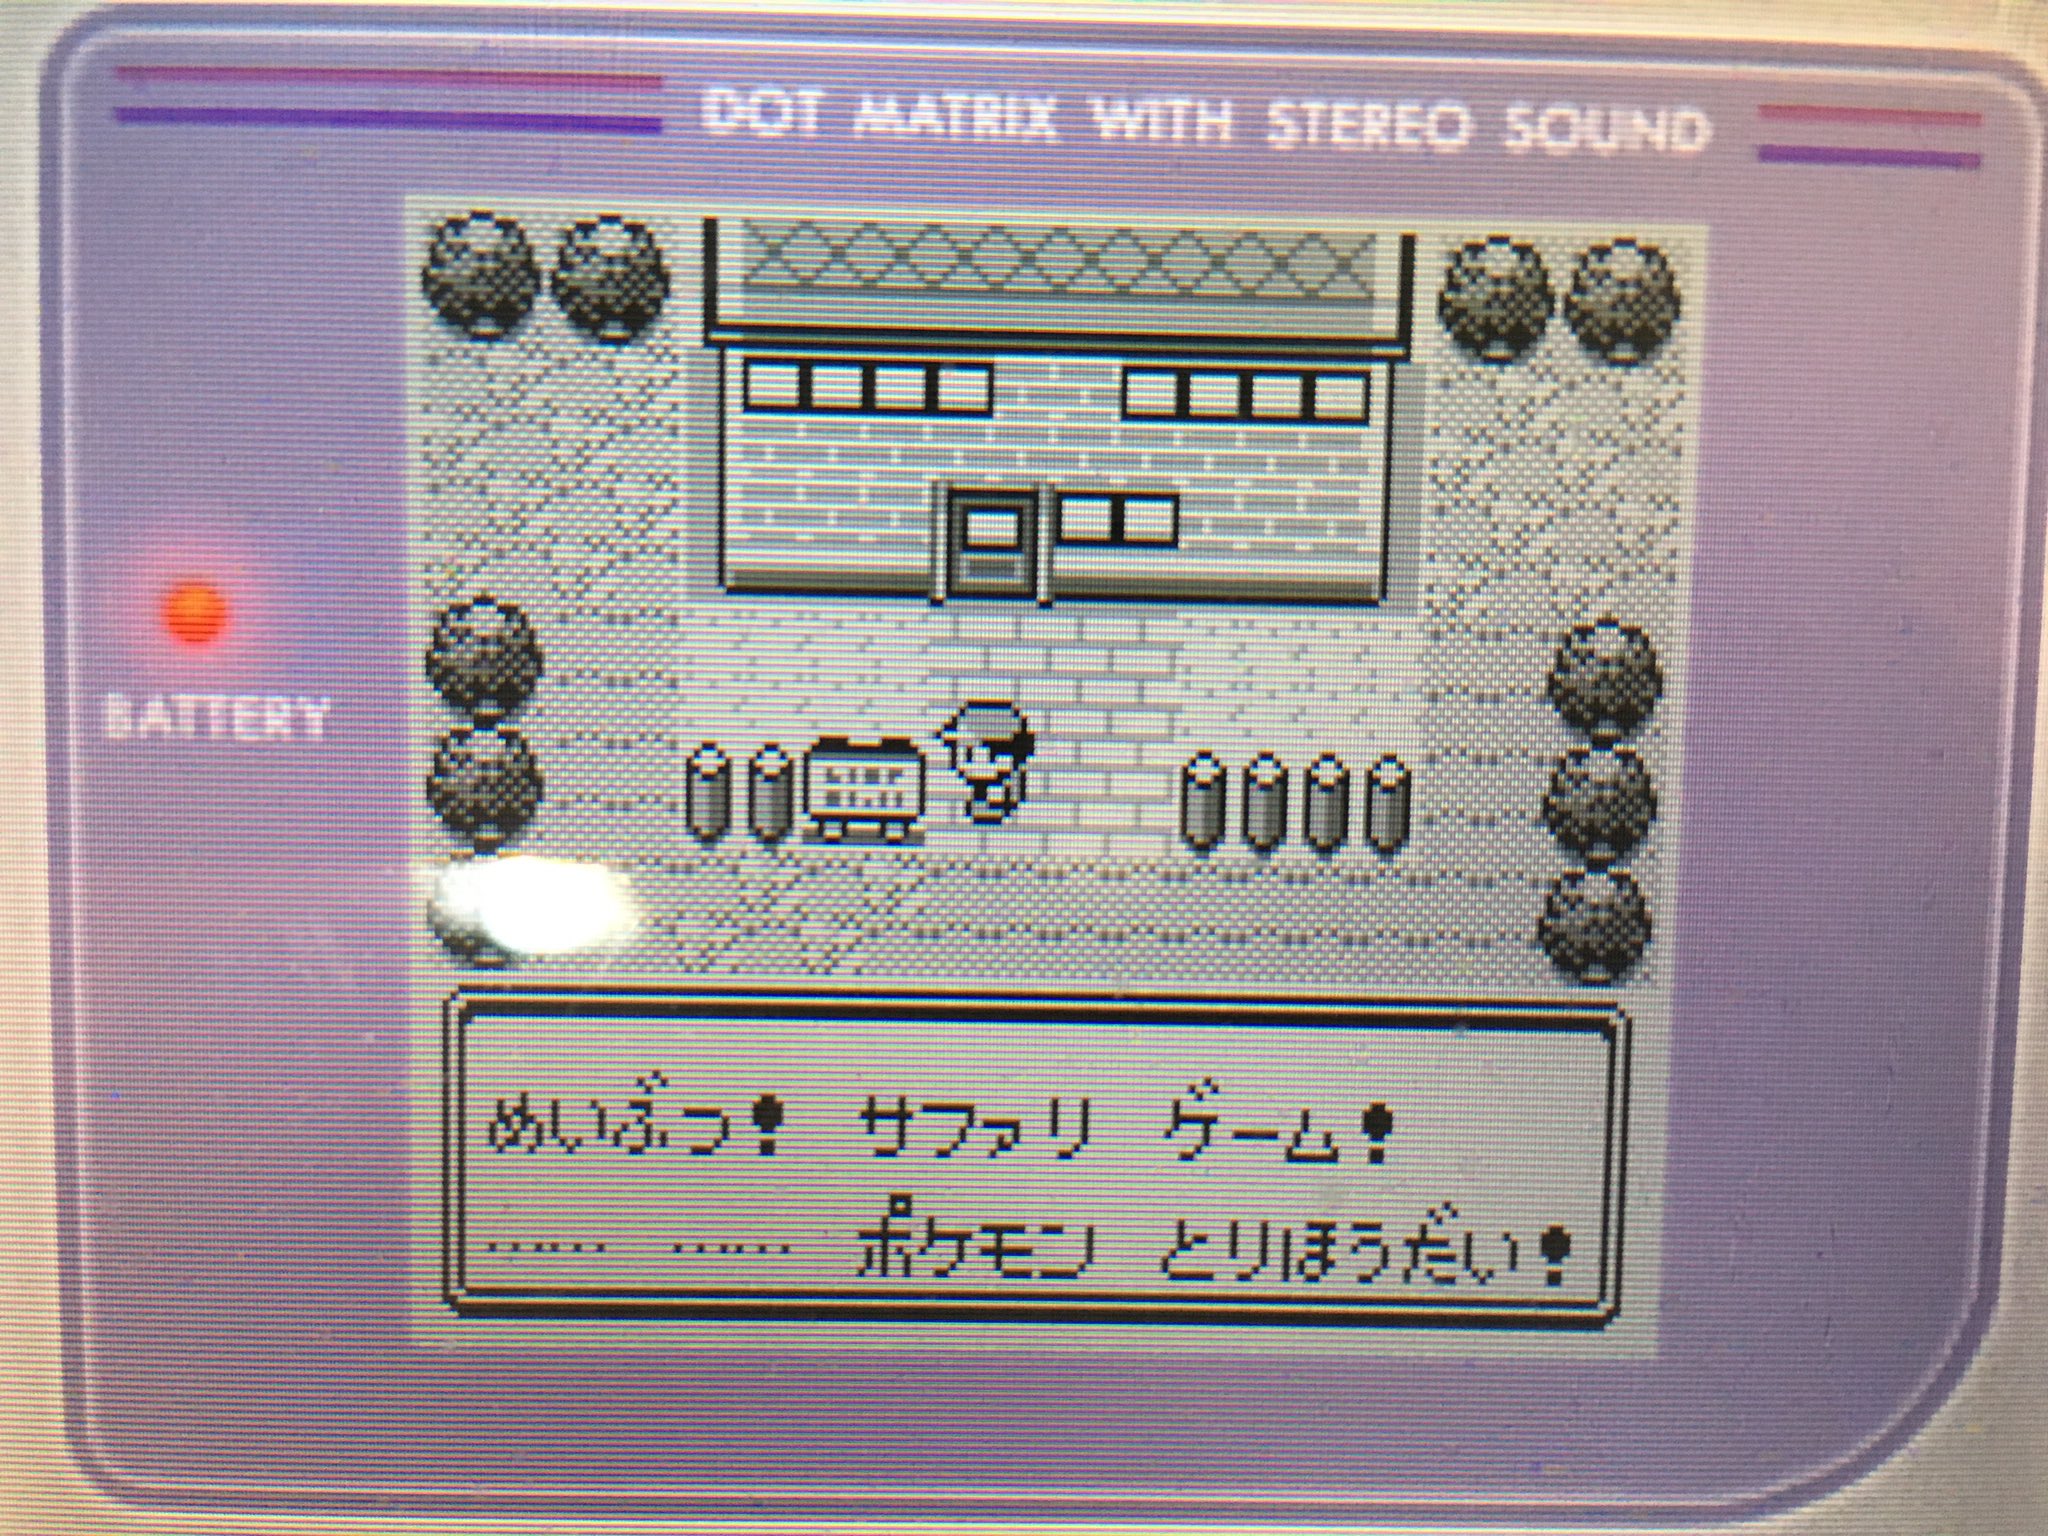 DOT MATRIX WITH STEREO SOUND
BATTERY
めいぶつ! サファリ ゲーム!
‥‥‥ ‥‥‥ ポケモン とりほうだい!